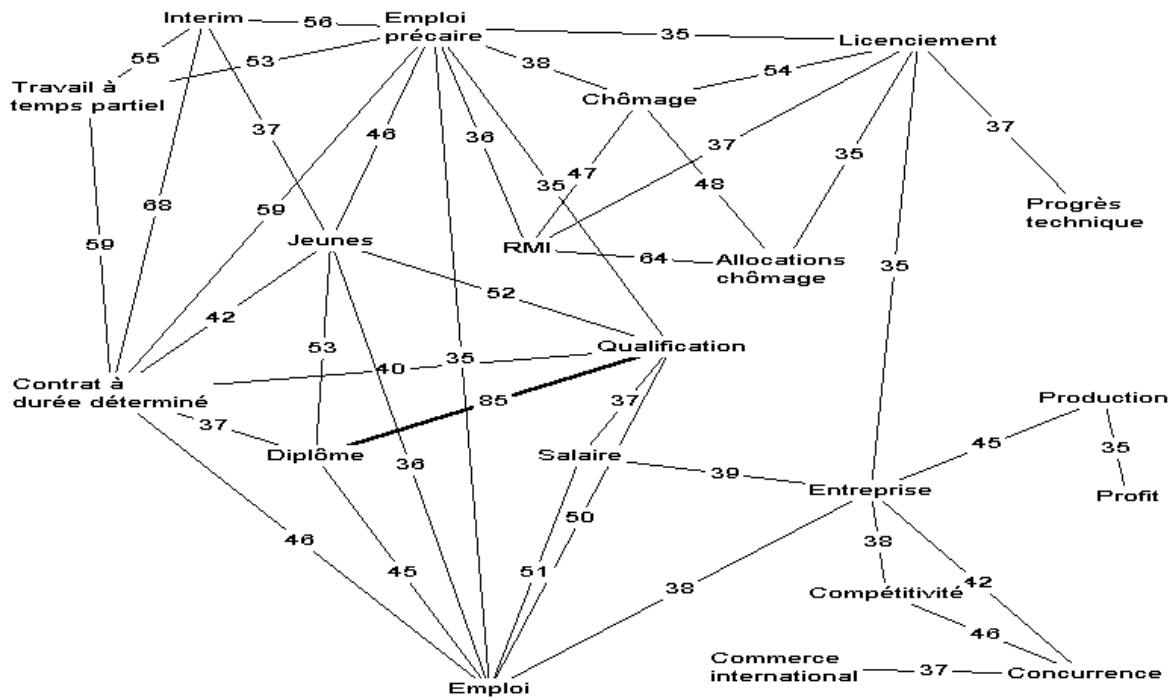 Interim
56
Emploi
précaire
35
Licenciement
55
53
38
54
Travail à
temps partiel
Chômage
37
46
36
37
37
35
47
48
35
68
59
Progrès
technique
59
Jeunes
RMI
64
Allocations
chômage
35
52
42
53
Qualification
35
40
Contrat à
durée déterminé
85
37
Production
37
45
35
Diplôme
Salaire
36
39
Entreprise
Profit
50
46
38
45
51
38
42
Compétitivité
46
Commerce
international
37
Concurrence
Emploi